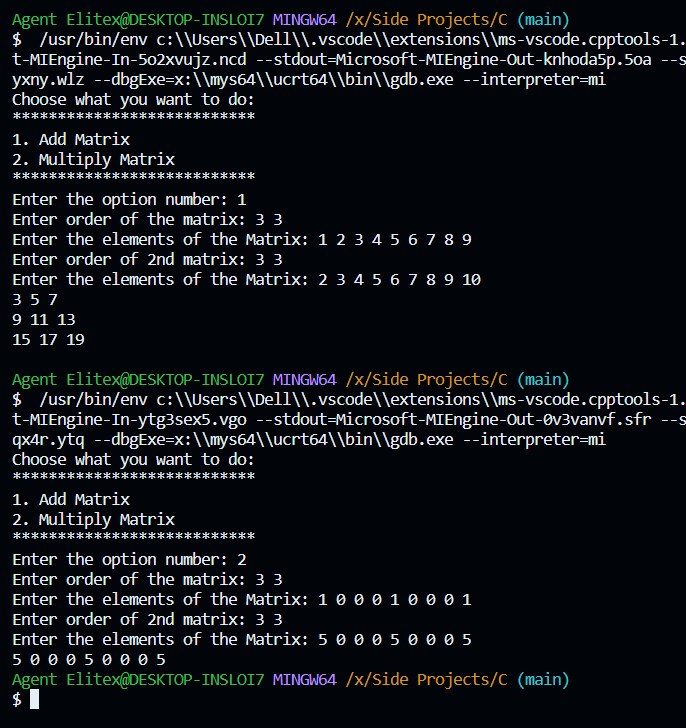 Agent Elitex@DESKTOP-INSLOI7 MINGW64 /x/Side Projects/C (main)
$  /usr/bin/env c:\\Users\\Dell\\.vscode\\extensions\\ms-vscode.cpptools-1.
t-MIEngine-In-5o2xvujz.ncd --stdout=Microsoft-MIEngine-Out-knhoda5p.5oa --s
yxny.wlz --dbgExe=x:\\mys64\\ucrt64\\bin\\gdb.exe --interpreter=mi
Choose what you want to do:
***************************
1. Add Matrix
2. Multiply Matrix
***************************
Enter the option number: 1
Enter order of the matrix: 3 3
Enter the elements of the Matrix: 1 2 3 4 5 6 7 8 9
Enter order of 2nd matrix: 3 3
Enter the elements of the Matrix: 2 3 4 5 6 7 8 9 10
3 5 7
9 11 13
15 17 19
Agent Elitex@DESKTOP-INSLOI7 MINGW64 /x/Side Projects/C (main)
$  /usr/bin/env c:\\Users\\Dell\\.vscode\\extensions\\ms-vscode.cpptools-1.
t-MIEngine-In-ytg3sex5.vgo --stdout=Microsoft-MIEngine-Out-0v3vanvf.sfr --s
qx4r.ytq --dbgExe=x:\\mys64\\ucrt64\\bin\\gdb.exe --interpreter=mi
Choose what you want to do:
***************************
1. Add Matrix
2. Multiply Matrix
***************************
Enter the option number: 2
Enter order of the matrix: 3 3
Enter the elements of the Matrix: 1 0 0 0 1 0 0 0 1
Enter order of 2nd matrix: 3 3
Enter the elements of the Matrix: 5 0 0 0 5 0 0 0 5
5 0 0 0 5 0 0 0 5
Agent Elitex@DESKTOP-INSLOI7 MINGW64 /x/Side Projects/C (main)
$